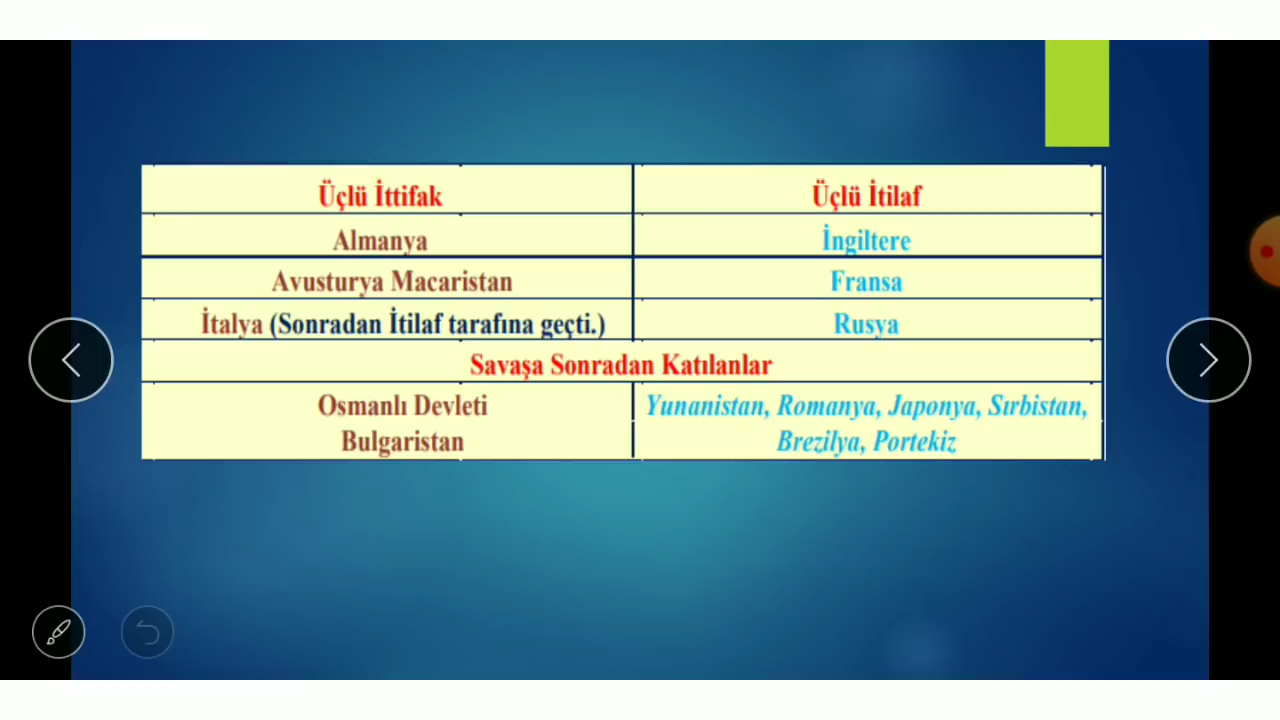 Üçlü İttifak
Üçlü İtilaf
Almanya
İngiltere
Avusturya Macaristan
Fransa
İtalya (Sonradan İtilaf tarafına geçti.)
Rusya
Savaşa Sonradan Katılanlar
Osmanlı Devleti
Bulgaristan
Yunanistan, Romanya, Japonya, Sırbistan,
Brezilya, Portekiz